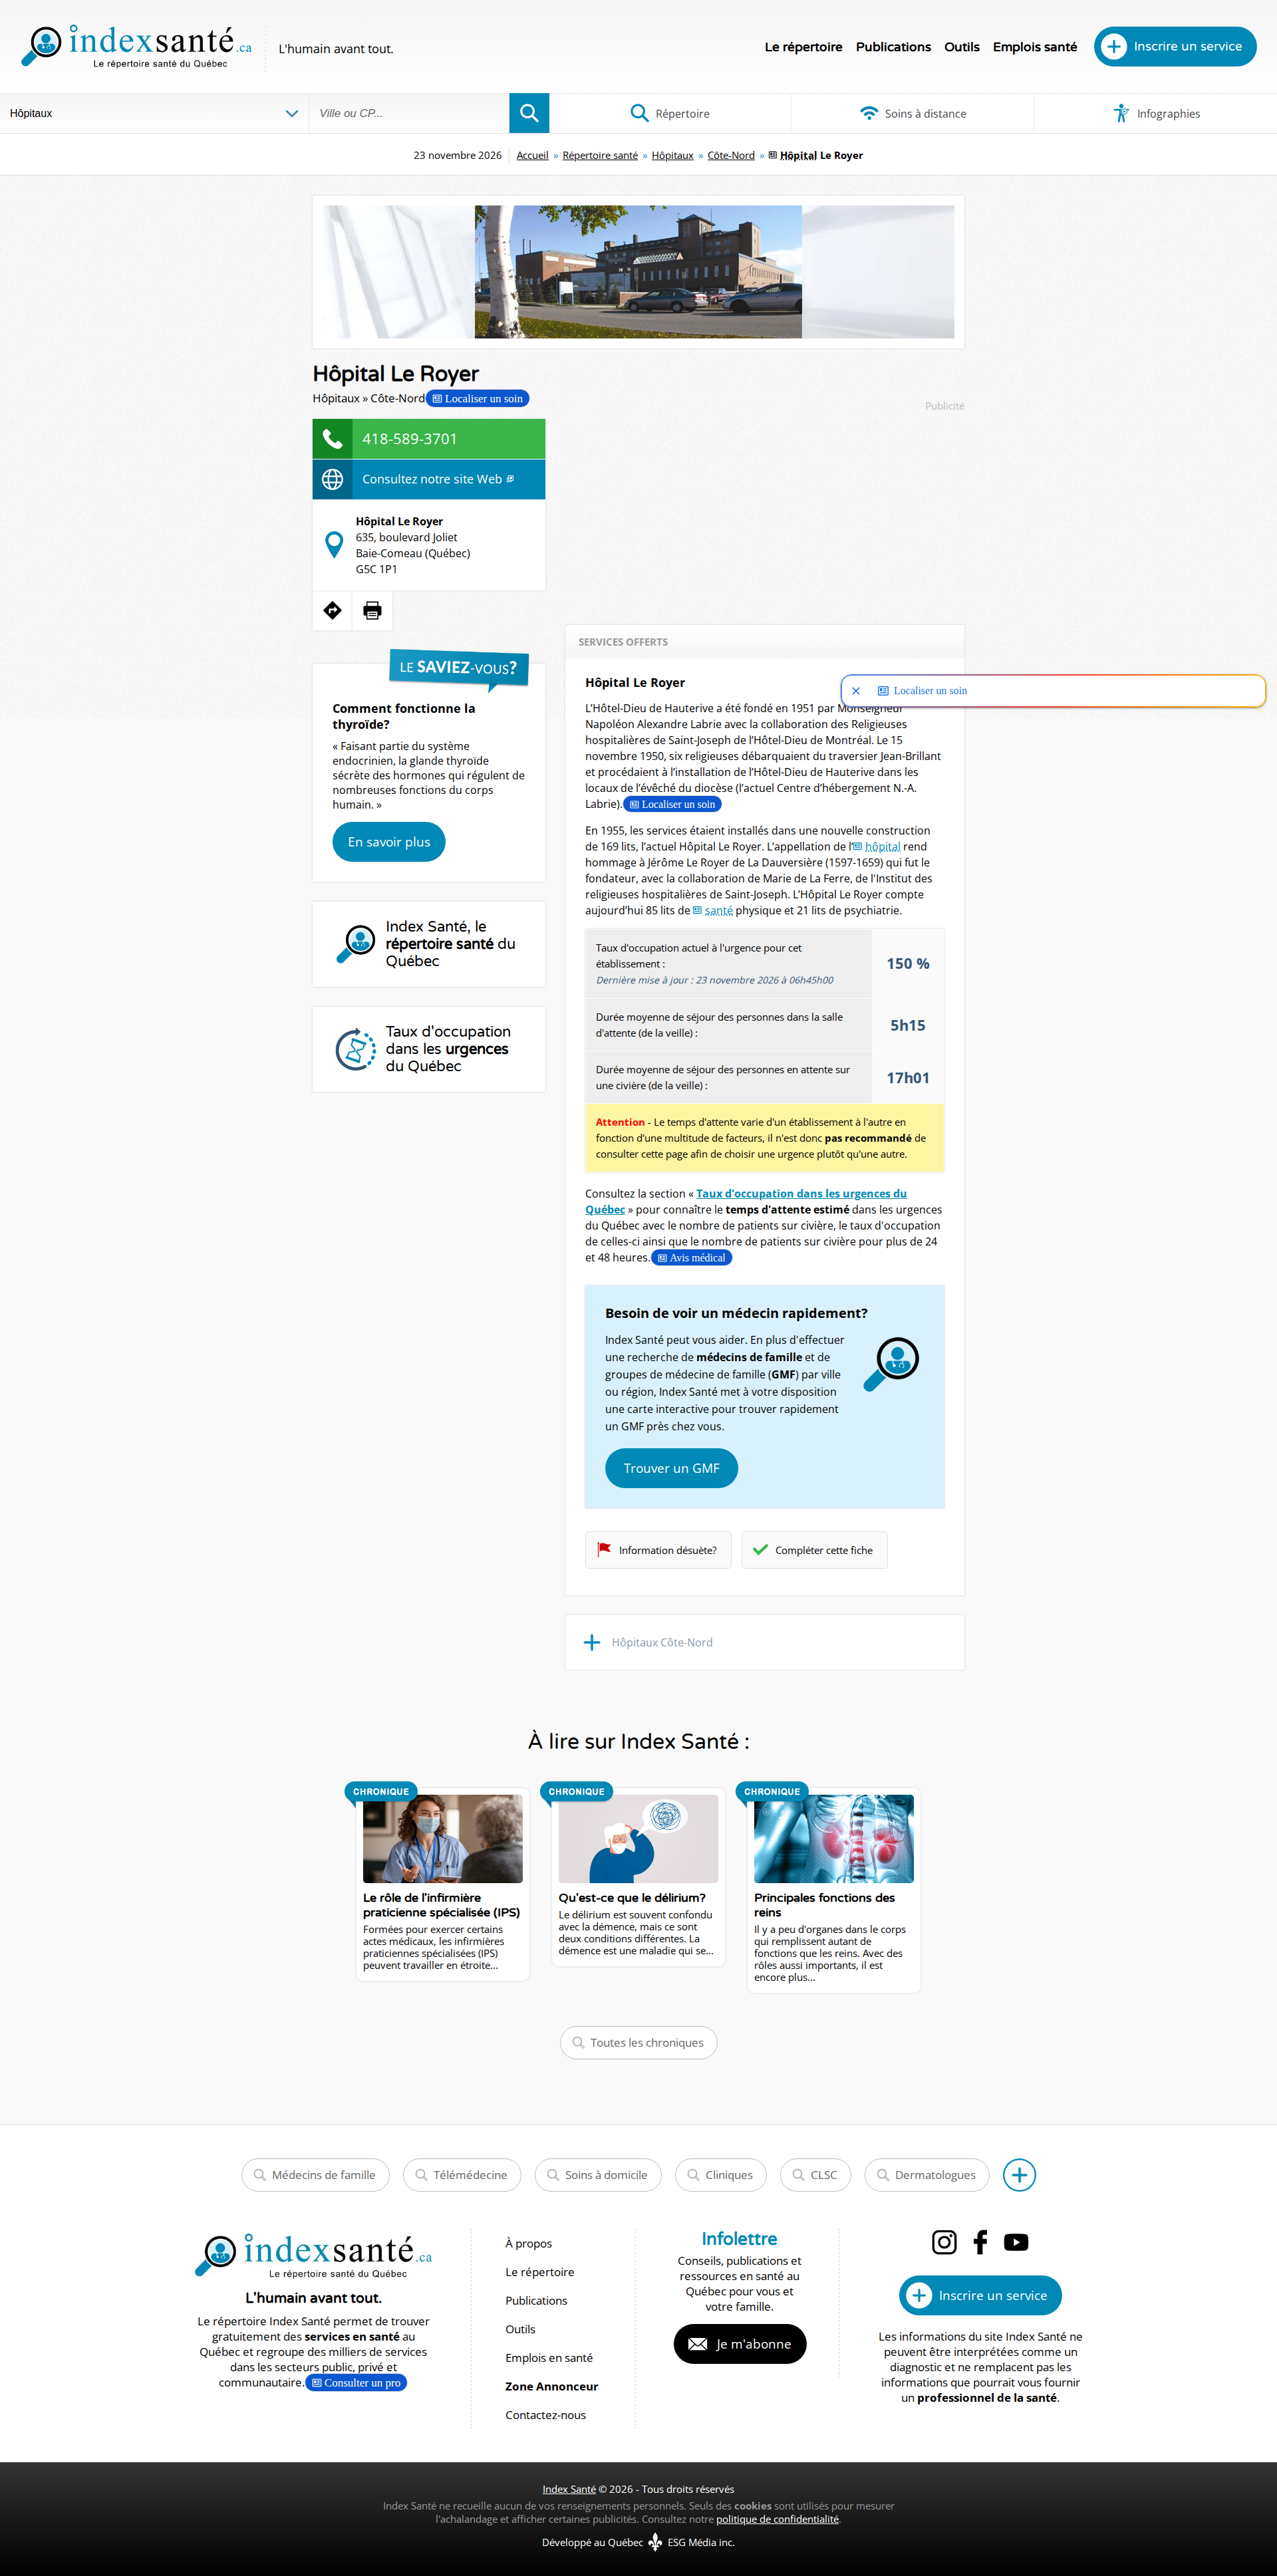 indexsanté.ca
Le répertoire santé du Québec
L'humain avant tout.
Le répertoire
Publications
Outils
Emplois santé
Inscrire un service
Hôpitaux
Ville ou CP...
Répertoire
Soins à distance
Infographies
23 novembre 2026
Accueil » Répertoire santé » Hôpitaux » Côte-Nord » Hôpital Le Royer
Hôpital Le Royer
Hôpitaux » Côte-Nord Localiser un soin
Publicité
418-589-3701
Consultez notre site Web
Hôpital Le Royer
635, boulevard Joliet
Baie-Comeau (Québec)
G5C 1P1
LE SAVIEZ-VOUS?
Comment fonctionne la
thyroïde?
« Faisant partie du système
endocrinien, la glande thyroïde
sécrète des hormones qui régulent de
nombreuses fonctions du corps
humain. »
En savoir plus
Index Santé, le
répertoire santé du
Québec
Taux d'occupation
dans les urgences
du Québec
SERVICES OFFERTS
Hôpital Le Royer
Localiser un soin
L'Hôtel-Dieu de Hauterive a été fondé en 1951 par Monseigneur
Napoléon Alexandre Labrie avec la collaboration des Religieuses
hospitalières de Saint-Joseph de l'Hôtel-Dieu de Montréal. Le 15
novembre 1950, six religieuses débarquaient du traversier Jean-Brillant
et procédaient à l'installation de l'Hôtel-Dieu de Hauterive dans les
locaux de l'évêché du diocèse (l'actuel Centre d'hébergement N.-A.
Labrie). Localiser un soin
En 1955, les services étaient installés dans une nouvelle construction
de 169 lits, l'actuel Hôpital Le Royer. L'appellation de l' hôpital rend
hommage à Jérôme Le Royer de La Dauversière (1597-1659) qui fut le
fondateur, avec la collaboration de Marie de La Ferre, de l'Institut des
religieuses hospitalières de Saint-Joseph. L'Hôpital Le Royer compte
aujourd'hui 85 lits de santé physique et 21 lits de psychiatrie.
Taux d'occupation actuel à l'urgence pour cet
établissement :
Dernière mise à jour : 23 novembre 2026 à 06h45h00
150 %
Durée moyenne de séjour des personnes dans la salle
d'attente (de la veille) :
5h15
Durée moyenne de séjour des personnes en attente sur
une civière (de la veille) :
17h01
Attention - Le temps d'attente varie d'un établissement à l'autre en
fonction d'une multitude de facteurs, il n'est donc pas recommandé de
consulter cette page afin de choisir une urgence plutôt qu'une autre.
Consultez la section « Taux d'occupation dans les urgences du
Québec » pour connaître le temps d'attente estimé dans les urgences
du Québec avec le nombre de patients sur civière, le taux d'occupation
de celles-ci ainsi que le nombre de patients sur civière pour plus de 24
et 48 heures. Avis médical
Besoin de voir un médecin rapidement?
Index Santé peut vous aider. En plus d'effectuer
une recherche de médecins de famille et de
groupes de médecine de famille (GMF) par ville
ou région, Index Santé met à votre disposition
une carte interactive pour trouver rapidement
un GMF près chez vous.
Trouver un GMF
Information désuète?
Compléter cette fiche
Hôpitaux Côte-Nord
À lire sur Index Santé :
CHRONIQUE
Le rôle de l'infirmière
praticienne spécialisée (IPS)
Formées pour exercer certains
actes médicaux, les infirmières
praticiennes spécialisées (IPS)
peuvent travailler en étroite...
CHRONIQUE
Qu'est-ce que le délirium?
Le délirium est souvent confondu
avec la démence, mais ce sont
deux conditions différentes. La
démence est une maladie qui se...
CHRONIQUE
Principales fonctions des
reins
Il y a peu d'organes dans le corps
qui remplissent autant de
fonctions que les reins. Avec des
rôles aussi importants, il est
encore plus...
Toutes les chroniques
Médecins de famille
Télémédecine
Soins à domicile
Cliniques
CLSC
Dermatologues
indexsanté.ca
Le répertoire santé du Québec
L'humain avant tout.
Le répertoire Index Santé permet de trouver
gratuitement des services en santé au
Québec et regroupe des milliers de services
dans les secteurs public, privé et
communautaire. Consulter un pro
À propos
Le répertoire
Publications
Outils
Emplois en santé
Zone Annonceur
Contactez-nous
Infolettre
Conseils, publications et
ressources en santé au
Québec pour vous et
votre famille.
Je m'abonne
Inscrire un service
Les informations du site Index Santé ne
peuvent être interprétées comme un
diagnostic et ne remplacent pas les
informations que pourrait vous fournir
un professionnel de la santé.
Index Santé © 2026 - Tous droits réservés
Index Santé ne recueille aucun de vos renseignements personnels. Seuls des cookies sont utilisés pour mesurer
l'achalandage et afficher certaines publicités. Consultez notre politique de confidentialité.
Développé au Québec ESG Média inc.